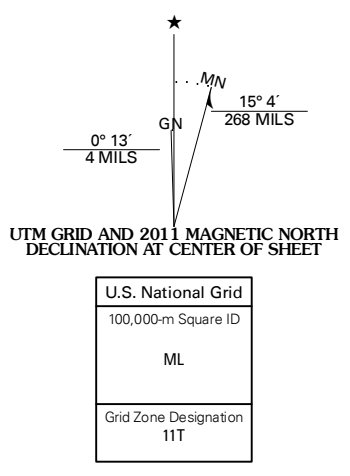 ★
MN
15° 4´
268 MILS
GN
0° 13´
4 MILS
UTM GRID AND 2011 MAGNETIC NORTH
DECLINATION AT CENTER OF SHEET
U.S. National Grid
100,000-m Square ID
ML
Grid Zone Designation
11T